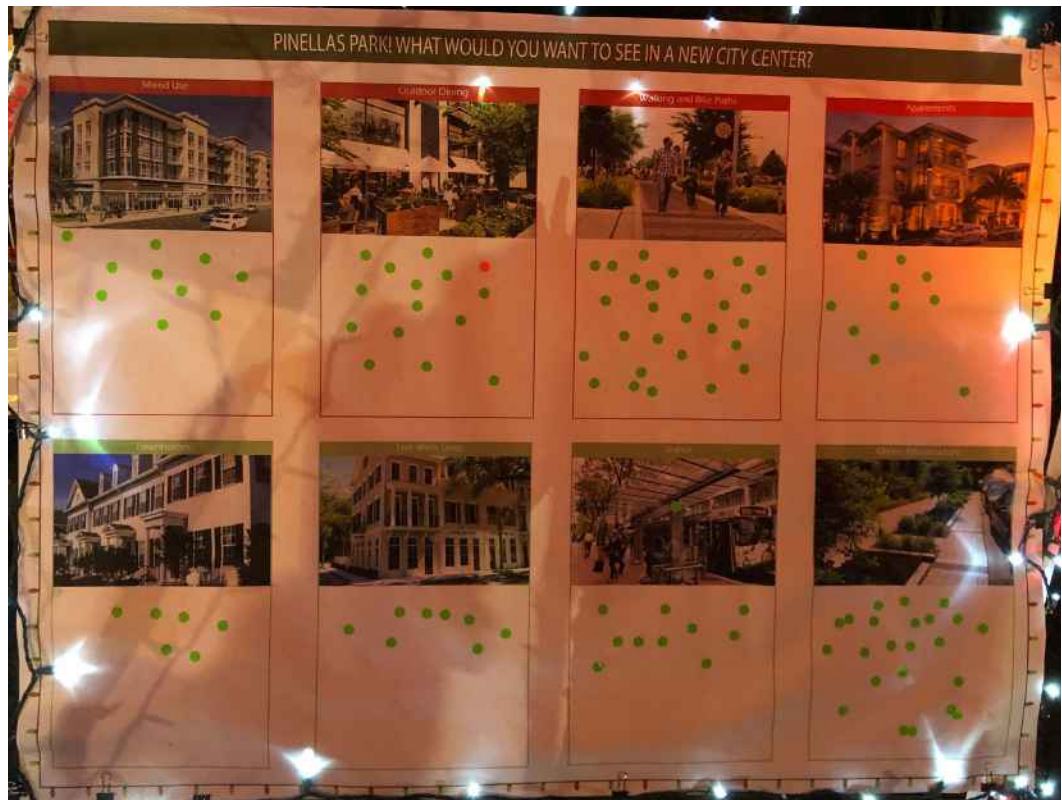 PINELLAS PARK! WHAT WOULD YOU WANT TO SEE IN A NEW CITY CENTER?
Mixed Use
Outdoor Dining
Walking and Bike Paths
Apartments
Townhomes